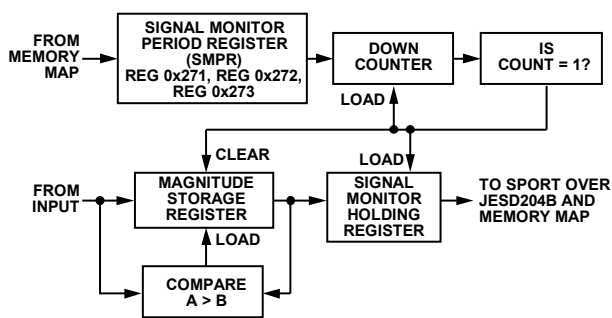 FROM
MEMORY
MAP
SIGNAL MONITOR
PERIOD REGISTER
(SMPR)
REG 0x271, REG 0x272,
REG 0x273
DOWN
COUNTER
IS
COUNT = 1?
LOAD
CLEAR
LOAD
FROM
INPUT
MAGNITUDE
STORAGE
REGISTER
SIGNAL
MONITOR
HOLDING
REGISTER
TO SPORT OVER
JESD204B AND
MEMORY MAP
LOAD
COMPARE
A > B